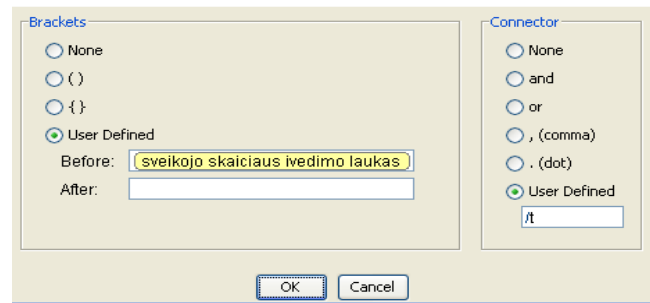 Brackets
None
( )
{ }
User Defined
Before: sveikojo skaiciaus ivedimo laukas
After:
Connector
None
and
or
, (comma)
. (dot)
User Defined
/t
OK Cancel